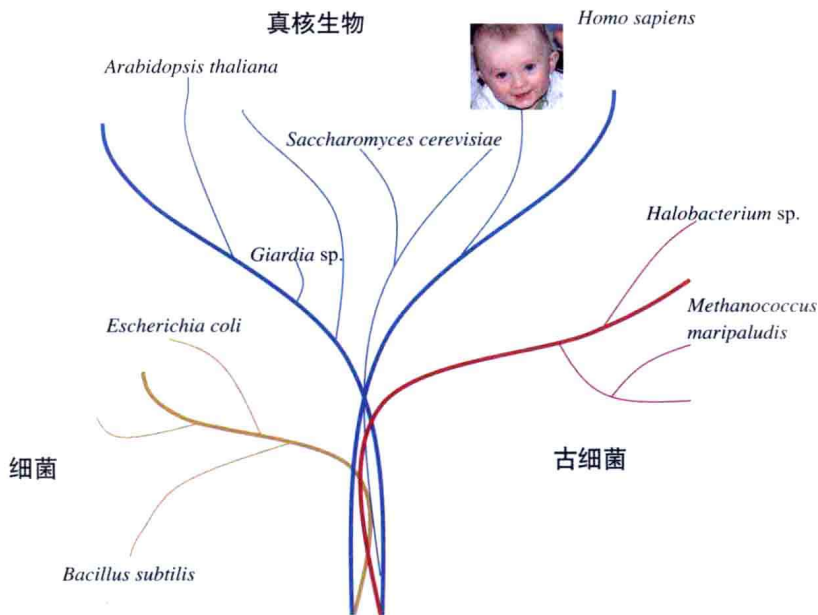 真核生物
Homo sapiens
Arabidopsis thaliana
Saccharomyces cerevisiae
Halobacterium sp.
Giardia sp.
Methanococcus
maripaludis
Escherichia coli
细菌
古细菌
Bacillus subtilis